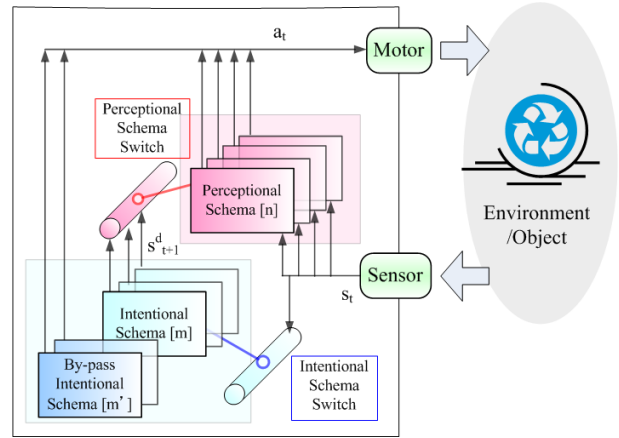 a_t
Motor
Perceptional
Schema
Switch
Perceptional
Schema [n]
Environment
/Object
s^d_{t+1}
Sensor
s_t
Intentional
Schema [m]
By-pass
Intentional
Schema [m’]
Intentional
Schema
Switch